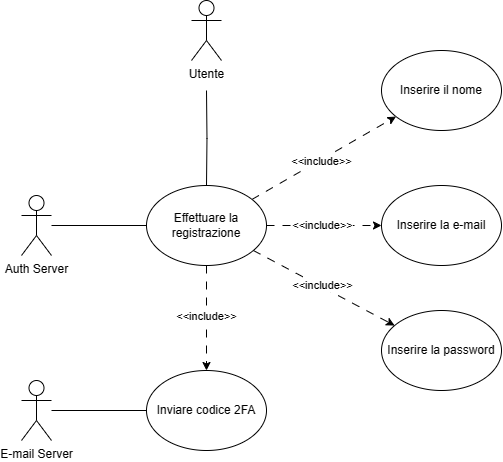 Utente
Inserire il nome
<<include>>
Effettuare la
registrazione
<<include>>
Inserire la e-mail
Auth Server
<<include>>
<<include>>
Inserire la password
Inviare codice 2FA
E-mail Server